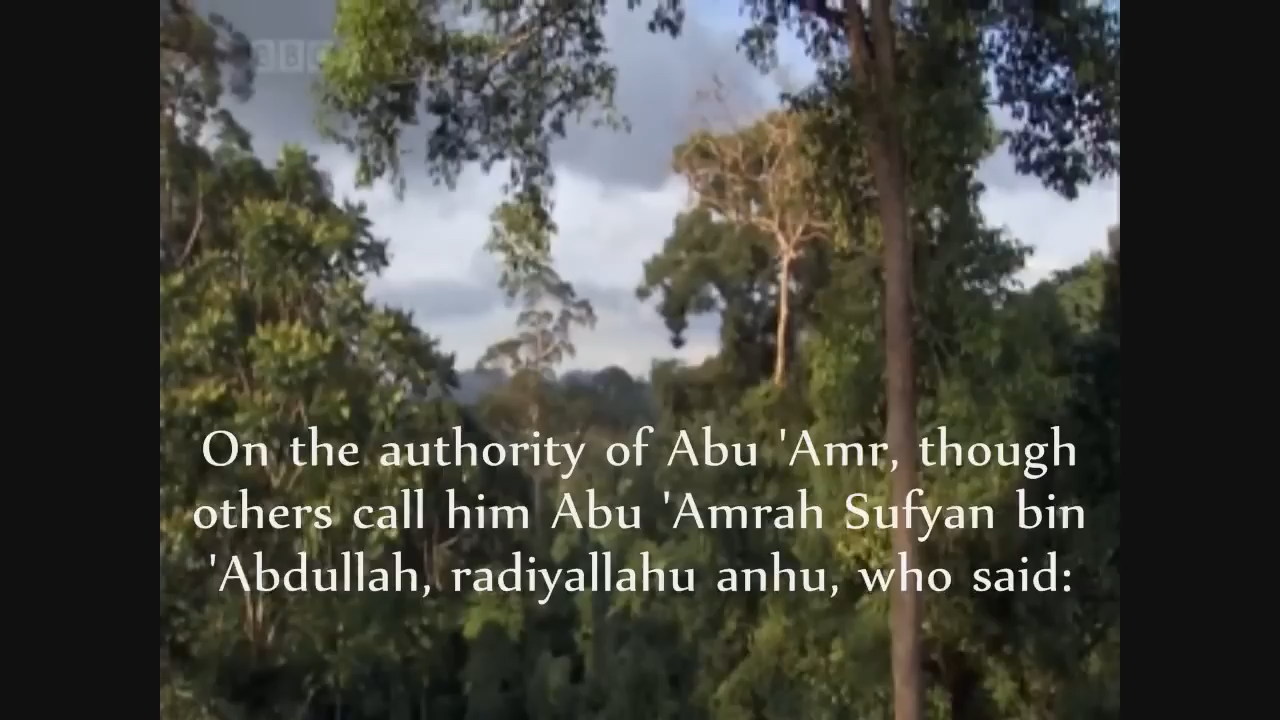 BBC
On the authority of Abu 'Amr, though
others call him Abu 'Amrah Sufyan bin
'Abdullah, radiyallahu anhu, who said: